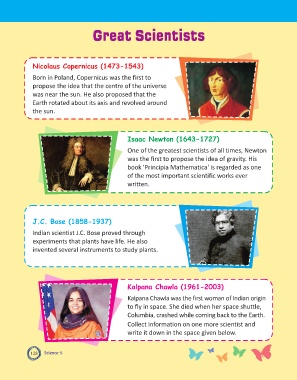 Great Scientists
Nicolaus Copernicus (1473-1543)
Born in Poland, Copernicus was the first to
propose the idea that the centre of the universe
was near the sun. He also proposed that the
Earth rotated about its axis and revolved around
the sun.
Isaac Newton (1643-1727)
One of the greatest scientists of all times, Newton
was the first to propose the idea of gravity. His
book 'Principia Mathematica' is regarded as one
of the most important scientific works ever
written.
J.C. Bose (1858-1937)
Indian scientist J.C. Bose proved through
experiments that plants have life. He also
invented several instruments to study plants.
Kalpana Chawla (1961-2003)
Kalpana Chawla was the first woman of Indian origin
to fly in space. She died when her space shuttle,
Columbia, crashed while coming back to the Earth.
Collect information on one more scientist and
write it down in the space given below.
Science-5